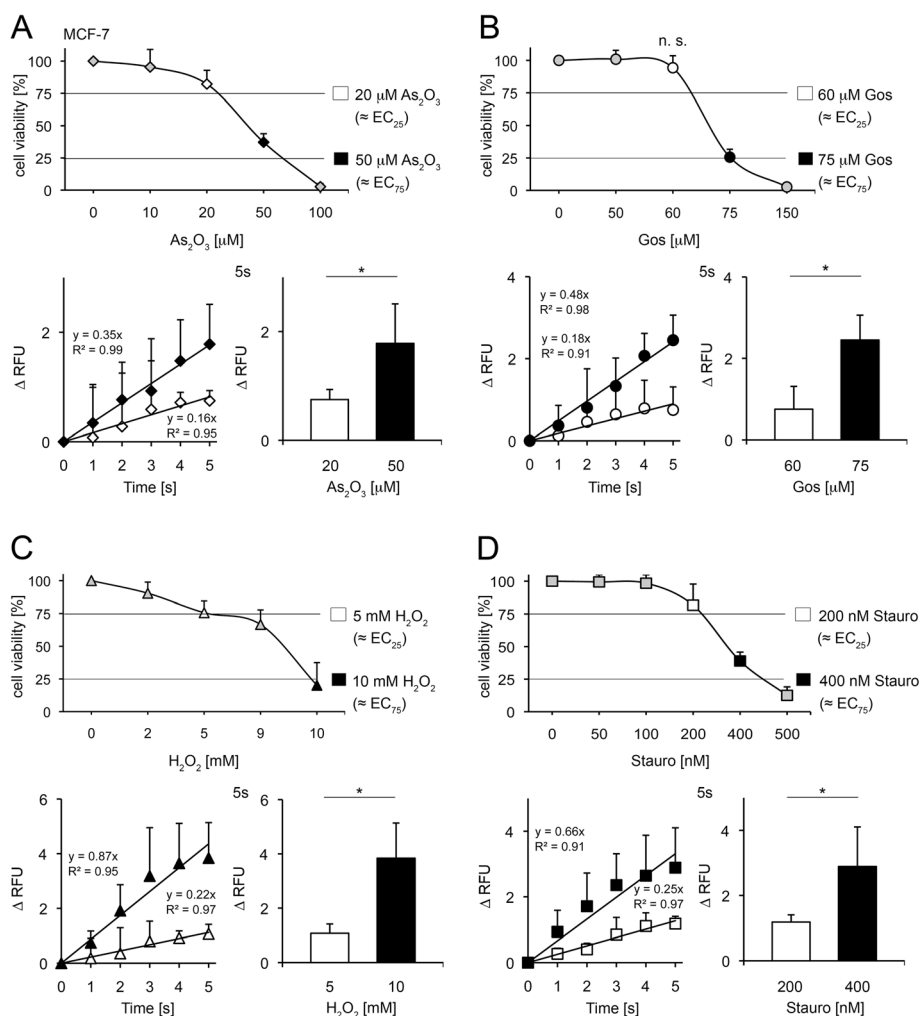 A
MCF-7
cell viability [%]
100
75
50
25
0
0 10 20 50 100
As₂O₃ [μM]
20 μM As₂O₃
(≈ EC₂₅)
50 μM As₂O₃
(≈ EC₇₅)
Δ RFU
2
0
y = 0.35x
R² = 0.99
y = 0.16x
R² = 0.95
0 1 2 3 4 5
Time [s]
5s
Δ RFU
2
0
*
20 50
As₂O₃ [μM]
B
n. s.
cell viability [%]
100
75
50
25
0
0 50 60 75 150
Gos [μM]
60 μM Gos
(≈ EC₂₅)
75 μM Gos
(≈ EC₇₅)
Δ RFU
4
2
0
y = 0.48x
R² = 0.98
y = 0.18x
R² = 0.91
0 1 2 3 4 5
Time [s]
5s
Δ RFU
4
2
0
*
60 75
Gos [μM]
C
cell viability [%]
100
75
50
25
0
0 2 5 9 10
H₂O₂ [mM]
5 mM H₂O₂
(≈ EC₂₅)
10 mM H₂O₂
(≈ EC₇₅)
Δ RFU
6
4
2
0
y = 0.87x
R² = 0.95
y = 0.22x
R² = 0.97
0 1 2 3 4 5
Time [s]
5s
Δ RFU
6
4
2
0
*
5 10
H₂O₂ [mM]
D
cell viability [%]
100
75
50
25
0
0 50 100 200 400 500
Stauro [nM]
200 nM Stauro
(≈ EC₂₅)
400 nM Stauro
(≈ EC₇₅)
Δ RFU
4
2
0
y = 0.66x
R² = 0.91
y = 0.25x
R² = 0.97
0 1 2 3 4 5
Time [s]
5s
Δ RFU
4
2
0
*
200 400
Stauro [nM]